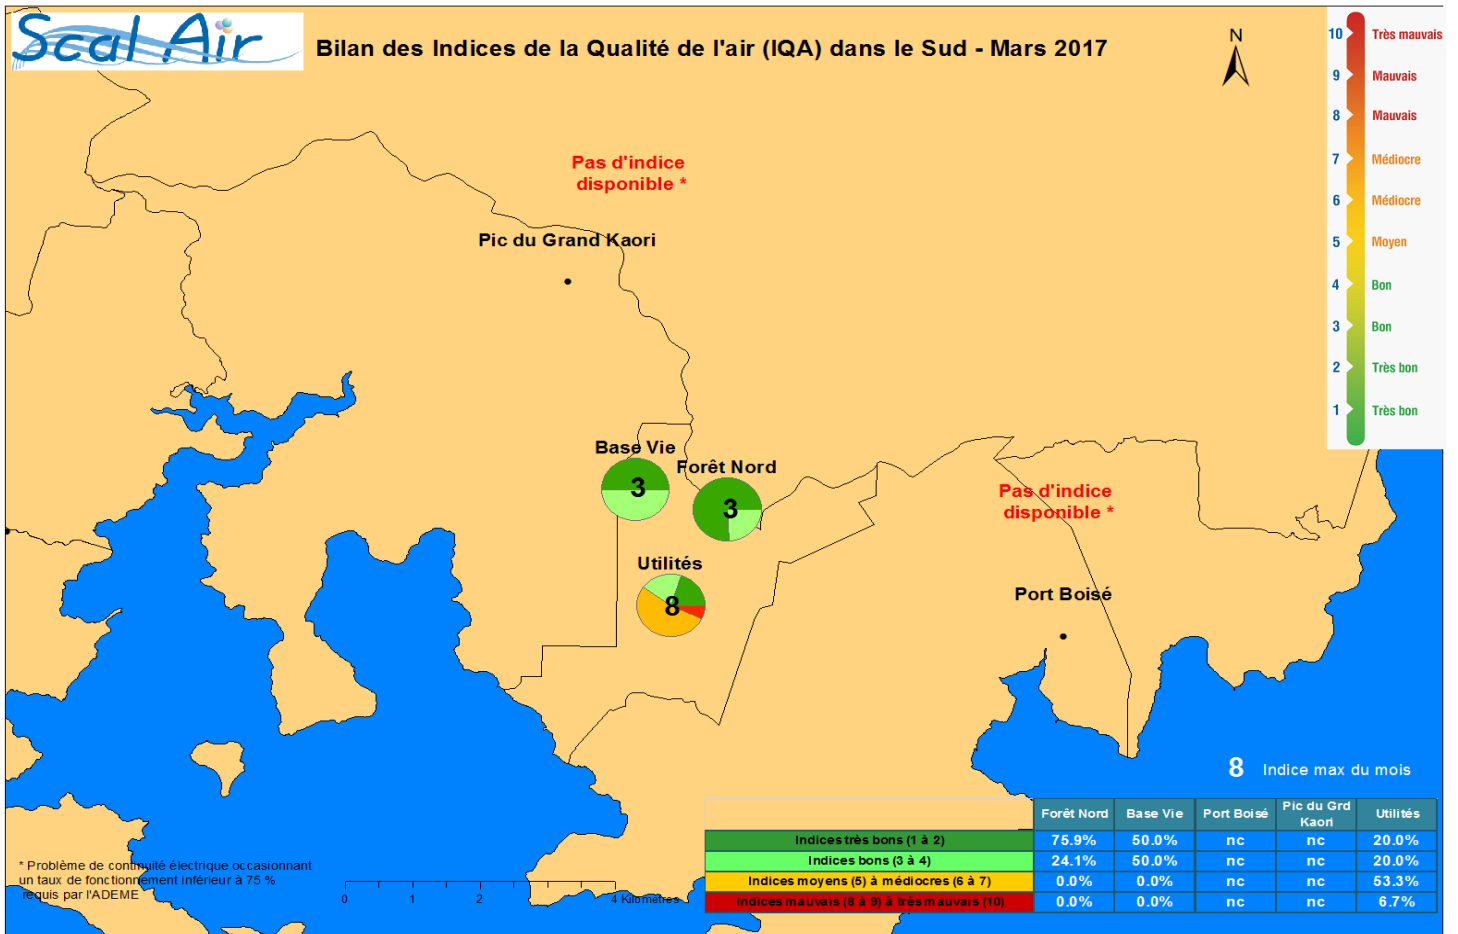 Scal Air
Bilan des Indices de la Qualité de l'air (IQA) dans le Sud - Mars 2017
N
10 Très mauvais
9 Mauvais
8 Mauvais
7 Médiocre
6 Médiocre
5 Moyen
4 Bon
3 Bon
2 Très bon
1 Très bon
Pas d'indice
disponible *
Pic du Grand Kaori
Base Vie
3
Forêt Nord
3
Utilités
8
Pas d'indice
disponible *
Port Boisé
8 Indice max du mois
Forêt Nord Base Vie Port Boisé Pic du Grd Kaori Utilités
Indices très bons (1 à 2) 75.9% 50.0% nc nc 20.0%
Indices bons (3 à 4) 24.1% 50.0% nc nc 20.0%
Indices moyens (5) à médiocres (6 à 7) 0.0% 0.0% nc nc 53.3%
Indices mauvais (8 à 9) à très mauvais (10) 0.0% 0.0% nc nc 6.7%
* Problème de continuité électrique occasionnant
un taux de fonctionnement inférieur à 75 %
requis par l'ADEME
0 1 2 4 Kilomètres